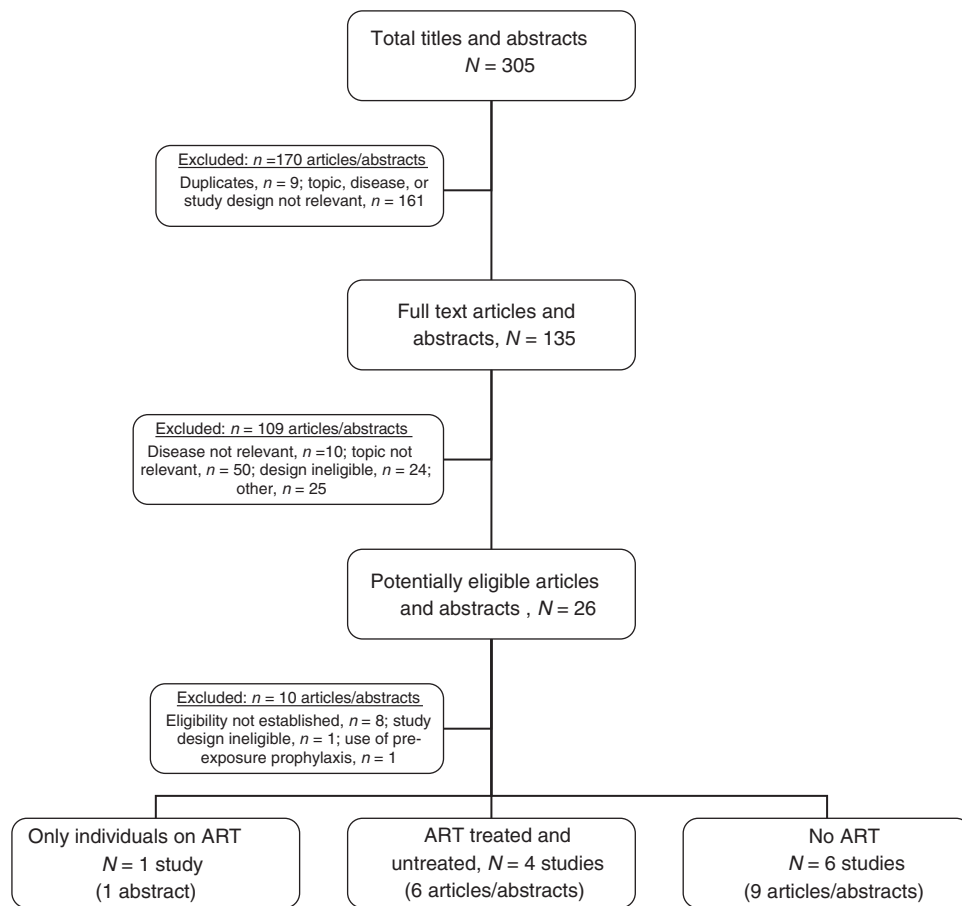 Total titles and abstracts
N = 305
Excluded: n =170 articles/abstracts
Duplicates, n = 9; topic, disease, or
study design not relevant, n = 161
Full text articles and
abstracts, N = 135
Excluded: n = 109 articles/abstracts
Disease not relevant, n =10; topic not
relevant, n = 50; design ineligible, n = 24;
other, n = 25
Potentially eligible articles
and abstracts , N = 26
Excluded: n = 10 articles/abstracts
Eligibility not established, n = 8; study
design ineligible, n = 1; use of pre-
exposure prophylaxis, n = 1
Only individuals on ART
N = 1 study
(1 abstract)
ART treated and
untreated, N = 4 studies
(6 articles/abstracts)
No ART
N = 6 studies
(9 articles/abstracts)